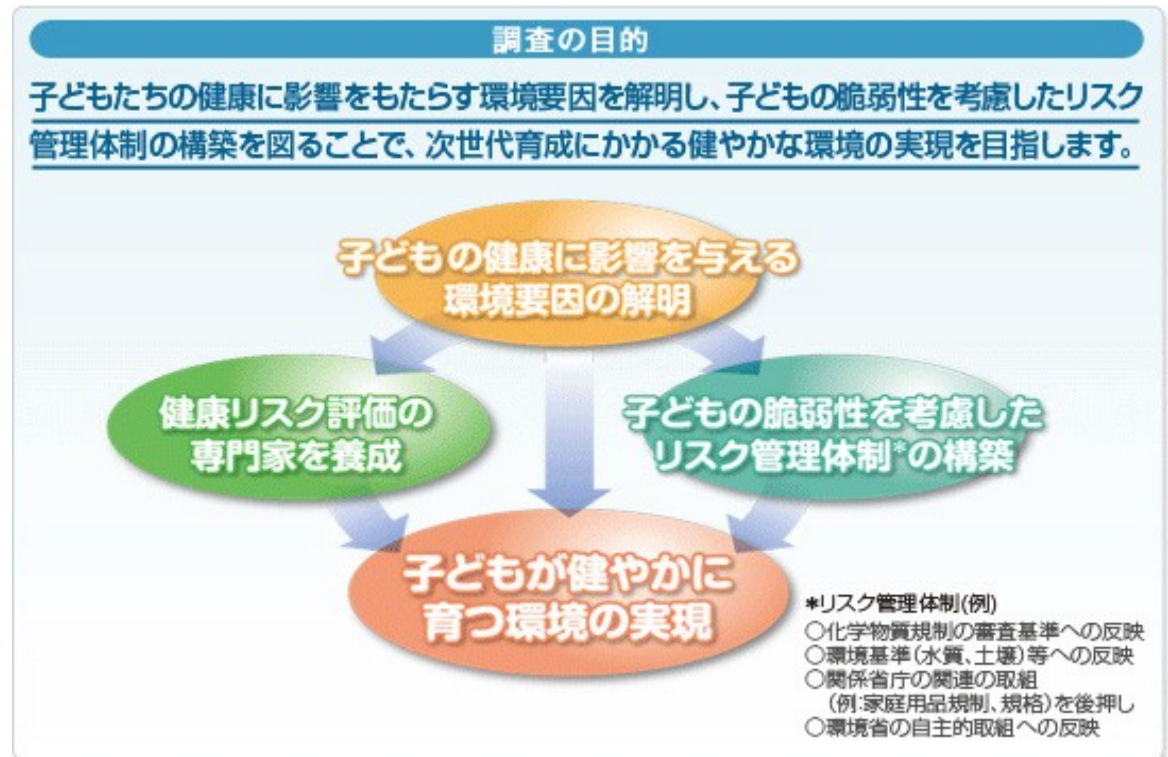 調査の目的
子どもたちの健康に影響をもたらす環境要因を解明し、子どもの脆弱性を考慮したリスク
管理体制の構築を図ることで、次世代育成にかかる健やかな環境の実現を目指します。
子どもの健康に影響を与える
環境要因の解明
健康リスク評価の
専門家を養成
子どもの脆弱性を考慮した
リスク管理体制*の構築
子どもが健やかに
育つ環境の実現
*リスク管理体制(例)
○化学物質規制の審査基準への反映
○環境基準(水質、土壌)等への反映
○関係省庁の関連の取組
(例:家庭用品規制、規格)を後押し
○環境省の自主的取組への反映